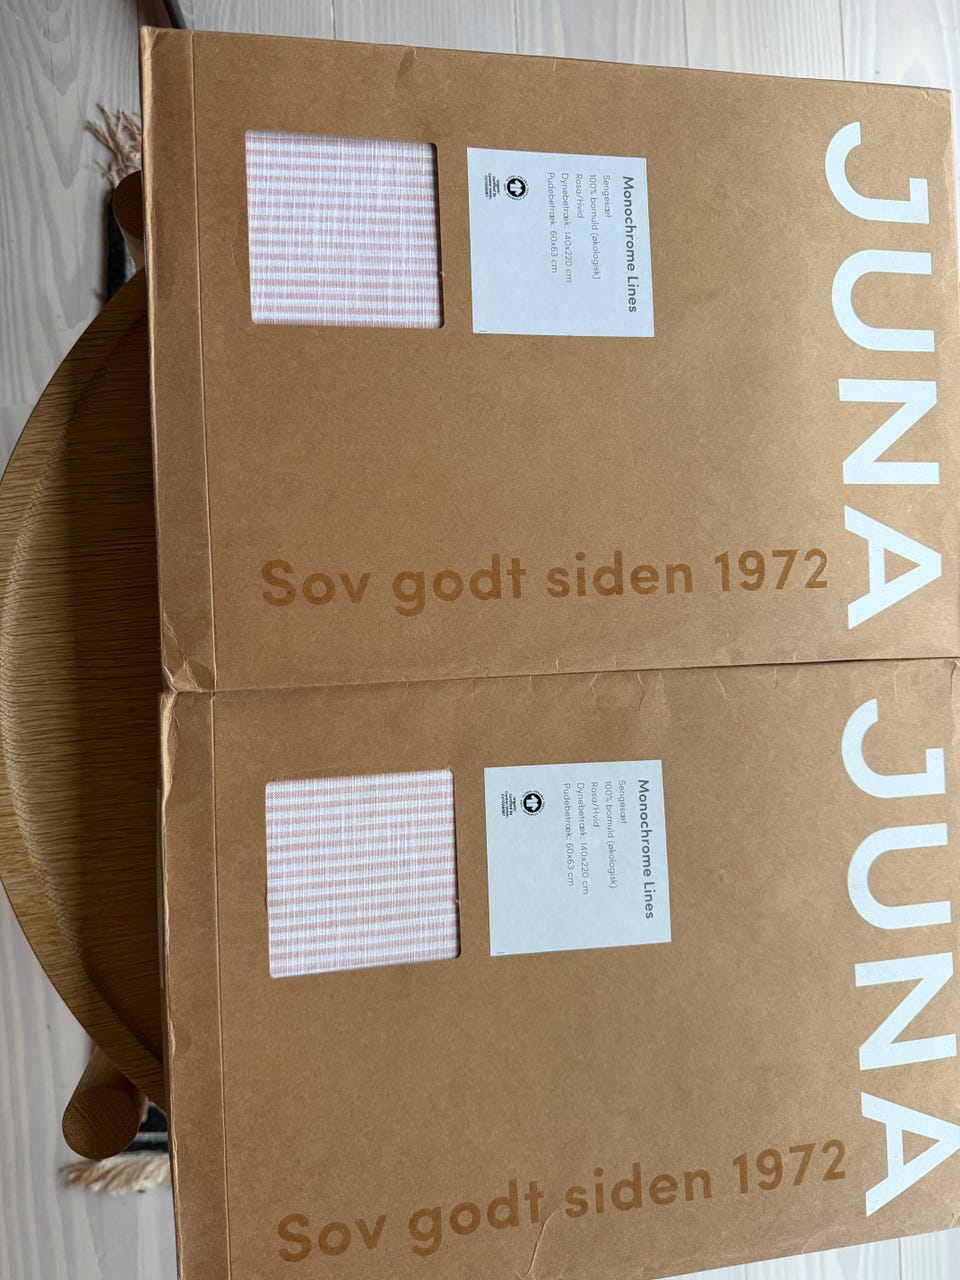 JUNA
Monochrome Lines
Sengesæt
100% bomuld (økologisk)
Rosa/Hvid
Dynebetræk: 140x220 cm
Pudebetræk: 60x63 cm
Sov godt siden 1972
JUNA
Monochrome Lines
Sengesæt
100% bomuld (økologisk)
Rosa/Hvid
Dynebetræk: 140x220 cm
Pudebetræk: 60x63 cm
Sov godt siden 1972